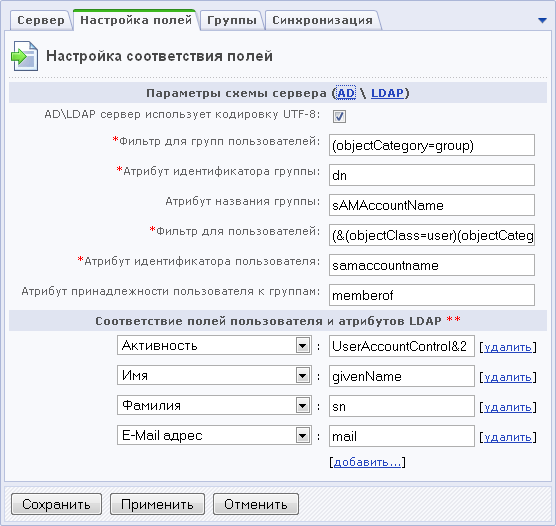 Сервер Настройка полей Группы Синхронизация
Настройка соответствия полей
Параметры схемы сервера (AD \ LDAP)
AD\LDAP сервер использует кодировку UTF-8:
*Фильтр для групп пользователей: (objectCategory=group)
*Атрибут идентификатора группы: dn
Атрибут названия группы: sAMAccountName
*Фильтр для пользователей: (&(objectClass=user)(objectCateg
*Атрибут идентификатора пользователя: samaccountname
Атрибут принадлежности пользователя к группам: memberof
Соответствие полей пользователя и атрибутов LDAP **
Активность : UserAccountControl&2 [удалить]
Имя : givenName [удалить]
Фамилия : sn [удалить]
E-Mail адрес : mail [удалить]
[добавить...]
Сохранить Применить Отменить